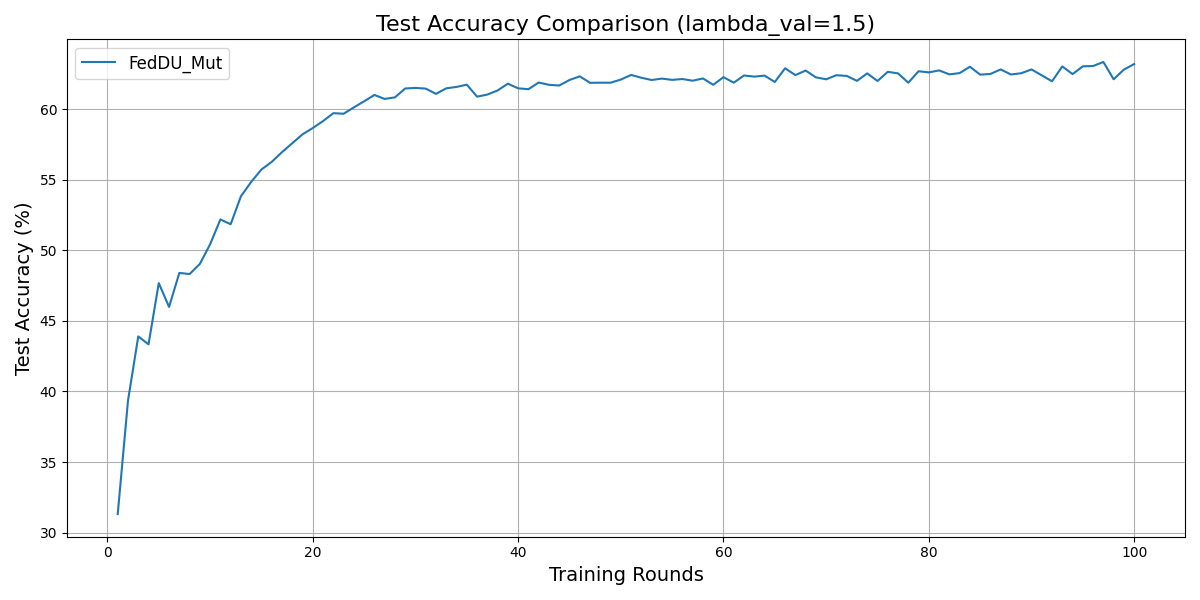 Test Accuracy Comparison (lambda_val=1.5)
FedDU_Mut
Test Accuracy (%)
60
55
50
45
40
35
30
0 20 40 60 80 100
Training Rounds